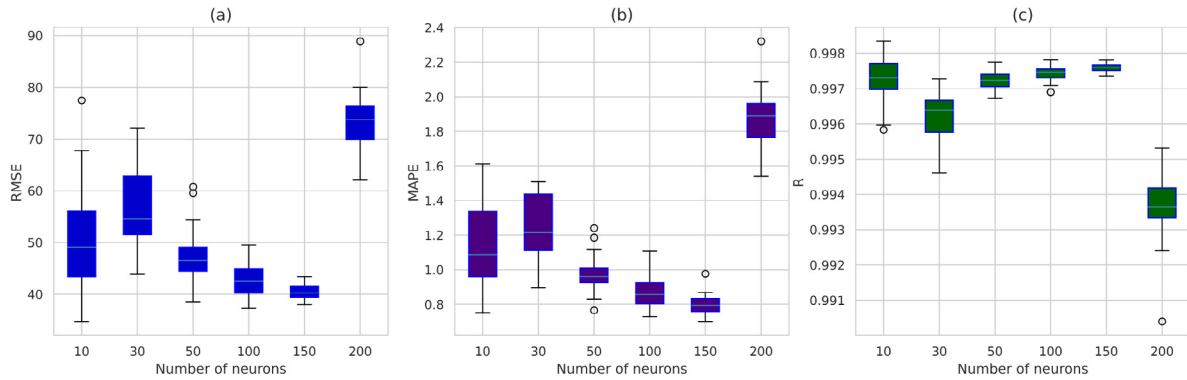 (a)
90
80
70
60
50
40
RMSE
10 30 50 100 150 200
Number of neurons
(b)
2.4
2.2
2.0
1.8
1.6
1.4
1.2
1.0
0.8
MAPE
10 30 50 100 150 200
Number of neurons
(c)
0.998
0.997
0.996
0.995
0.994
0.993
0.992
0.991
R
10 30 50 100 150 200
Number of neurons